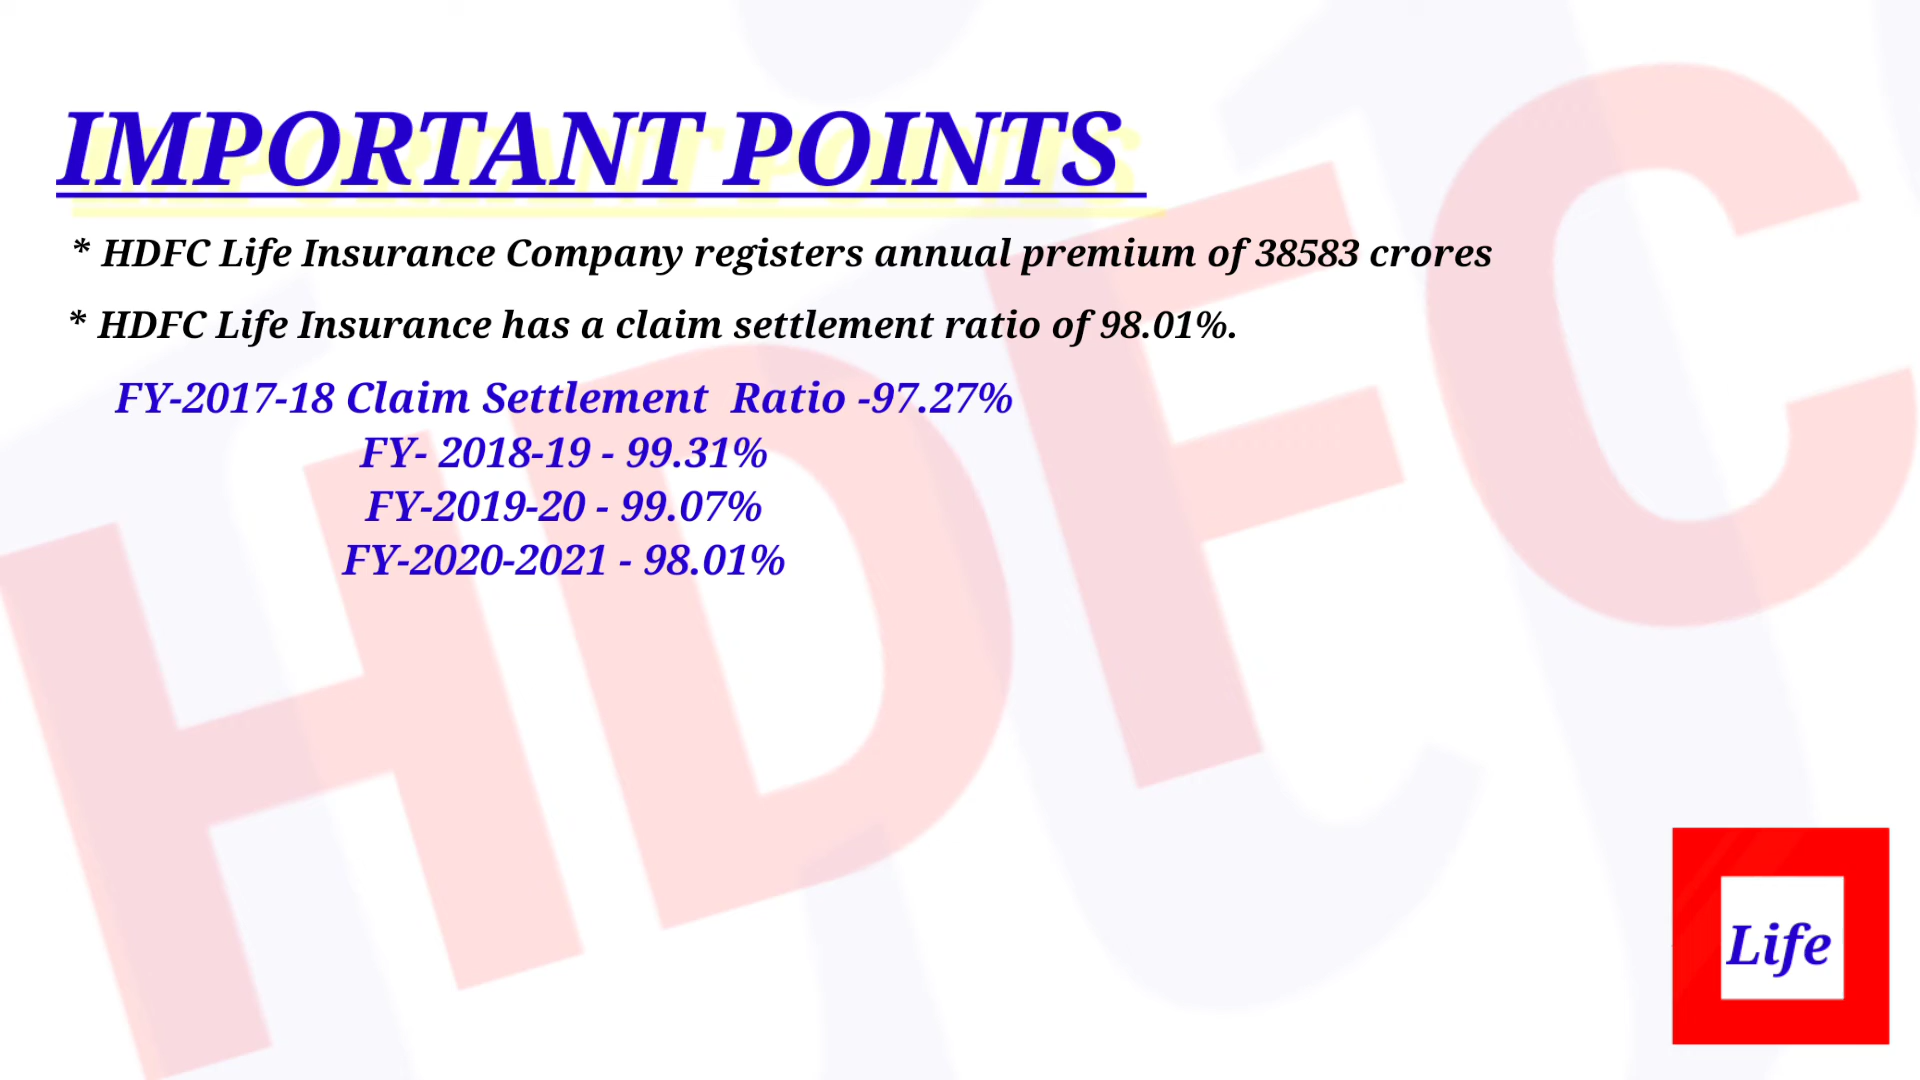 IMPORTANT POINTS
* HDFC Life Insurance Company registers annual premium of 38583 crores
* HDFC Life Insurance has a claim settlement ratio of 98.01%.
FY-2017-18 Claim Settlement  Ratio -97.27%
FY- 2018-19 - 99.31%
FY-2019-20 - 99.07%
FY-2020-2021 - 98.01%
HDFC
Life